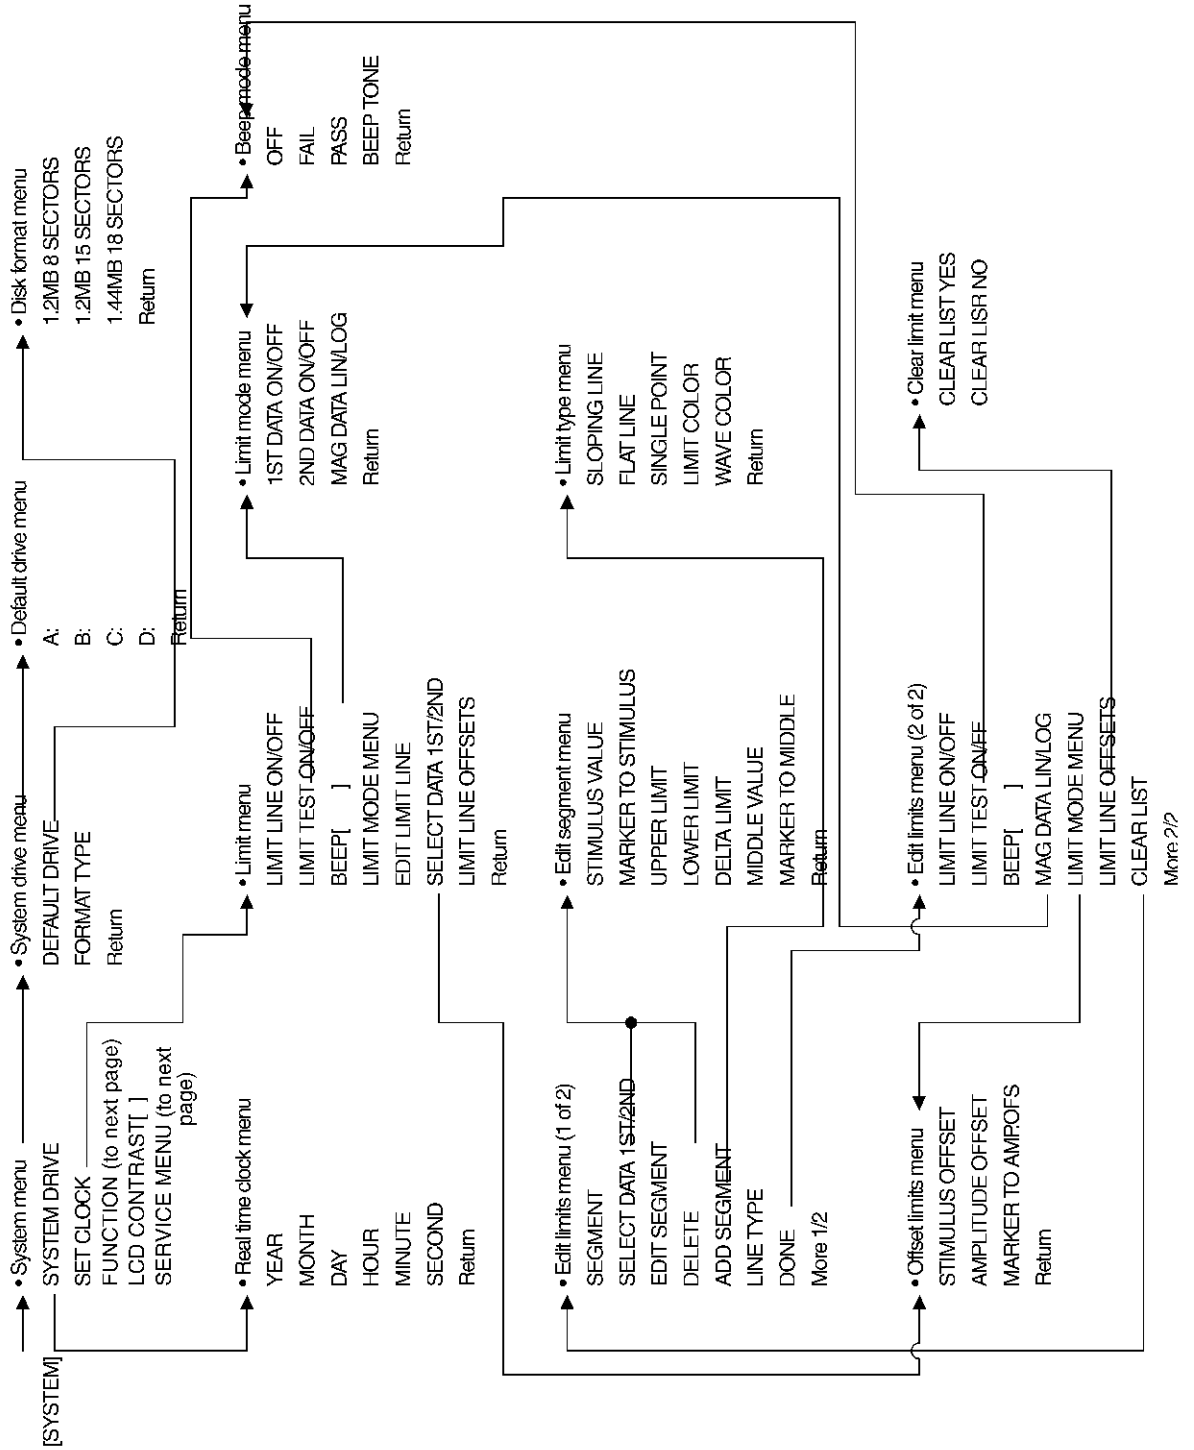 [SYSTEM]
• System menu
SYSTEM DRIVE
SET CLOCK
FUNCTION (to next page)
LCD CONTRAST[ ]
SERVICE MENU (to next
page)
• System drive menu
DEFAULT DRIVE
FORMAT TYPE
Return
• Default drive menu
A:
B:
C:
D:
Return
• Disk format menu
1.2MB 8 SECTORS
1.2MB 15 SECTORS
1.44MB 18 SECTORS
Return
• Real time clock menu
YEAR
MONTH
DAY
HOUR
MINUTE
SECOND
Return
• Limit menu
LIMIT LINE ON/OFF
LIMIT TEST ON/OFF
BEEP[ ]
LIMIT MODE MENU
EDIT LIMIT LINE
SELECT DATA 1ST/2ND
LIMIT LINE OFFSETS
Return
• Limit mode menu
1ST DATA ON/OFF
2ND DATA ON/OFF
MAG DATA LIN/LOG
Return
• Beep mode menu
OFF
FAIL
PASS
BEEP TONE
Return
• Edit limits menu (1 of 2)
SEGMENT
SELECT DATA 1ST/2ND
EDIT SEGMENT
DELETE
ADD SEGMENT
LINE TYPE
DONE
More 1/2
• Edit segment menu
STIMULUS VALUE
MARKER TO STIMULUS
UPPER LIMIT
LOWER LIMIT
DELTA LIMIT
MIDDLE VALUE
MARKER TO MIDDLE
Return
• Limit type menu
SLOPING LINE
FLAT LINE
SINGLE POINT
LIMIT COLOR
WAVE COLOR
Return
• Offset limits menu
STIMULUS OFFSET
AMPLITUDE OFFSET
MARKER TO AMP.OFS
Return
• Edit limits menu (2 of 2)
LIMIT LINE ON/OFF
LIMIT TEST ON/FF
BEEP[ ]
MAG DATA LIN/LOG
LIMIT MODE MENU
LIMIT LINE OFFSETS
CLEAR LIST
More 2/2
• Clear limit menu
CLEAR LIST YES
CLEAR LISR NO